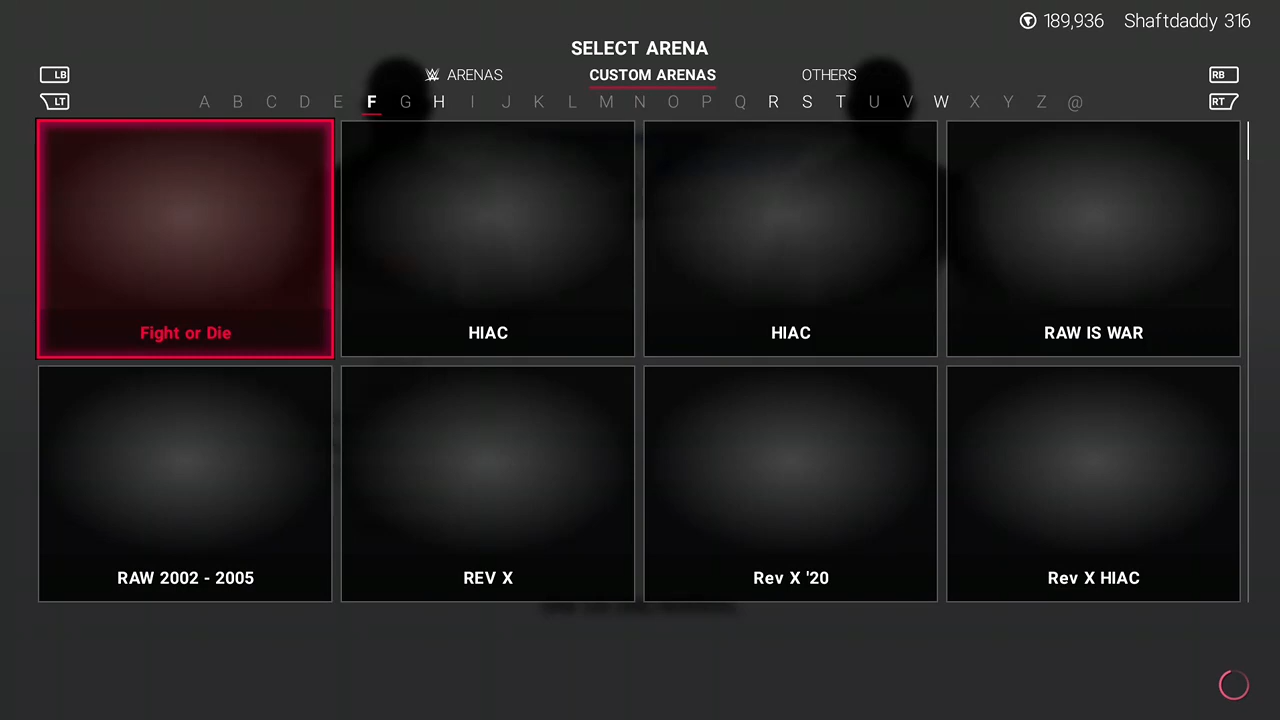 189,936 Shaftdaddy 316
SELECT ARENA
LB ARENAS CUSTOM ARENAS OTHERS RB
LT A B C D E F G H I J K L M N O P Q R S T U V W X Y Z @ RT
Fight or Die HIAC HIAC RAW IS WAR
RAW 2002 - 2005 REV X Rev X '20 Rev X HIAC